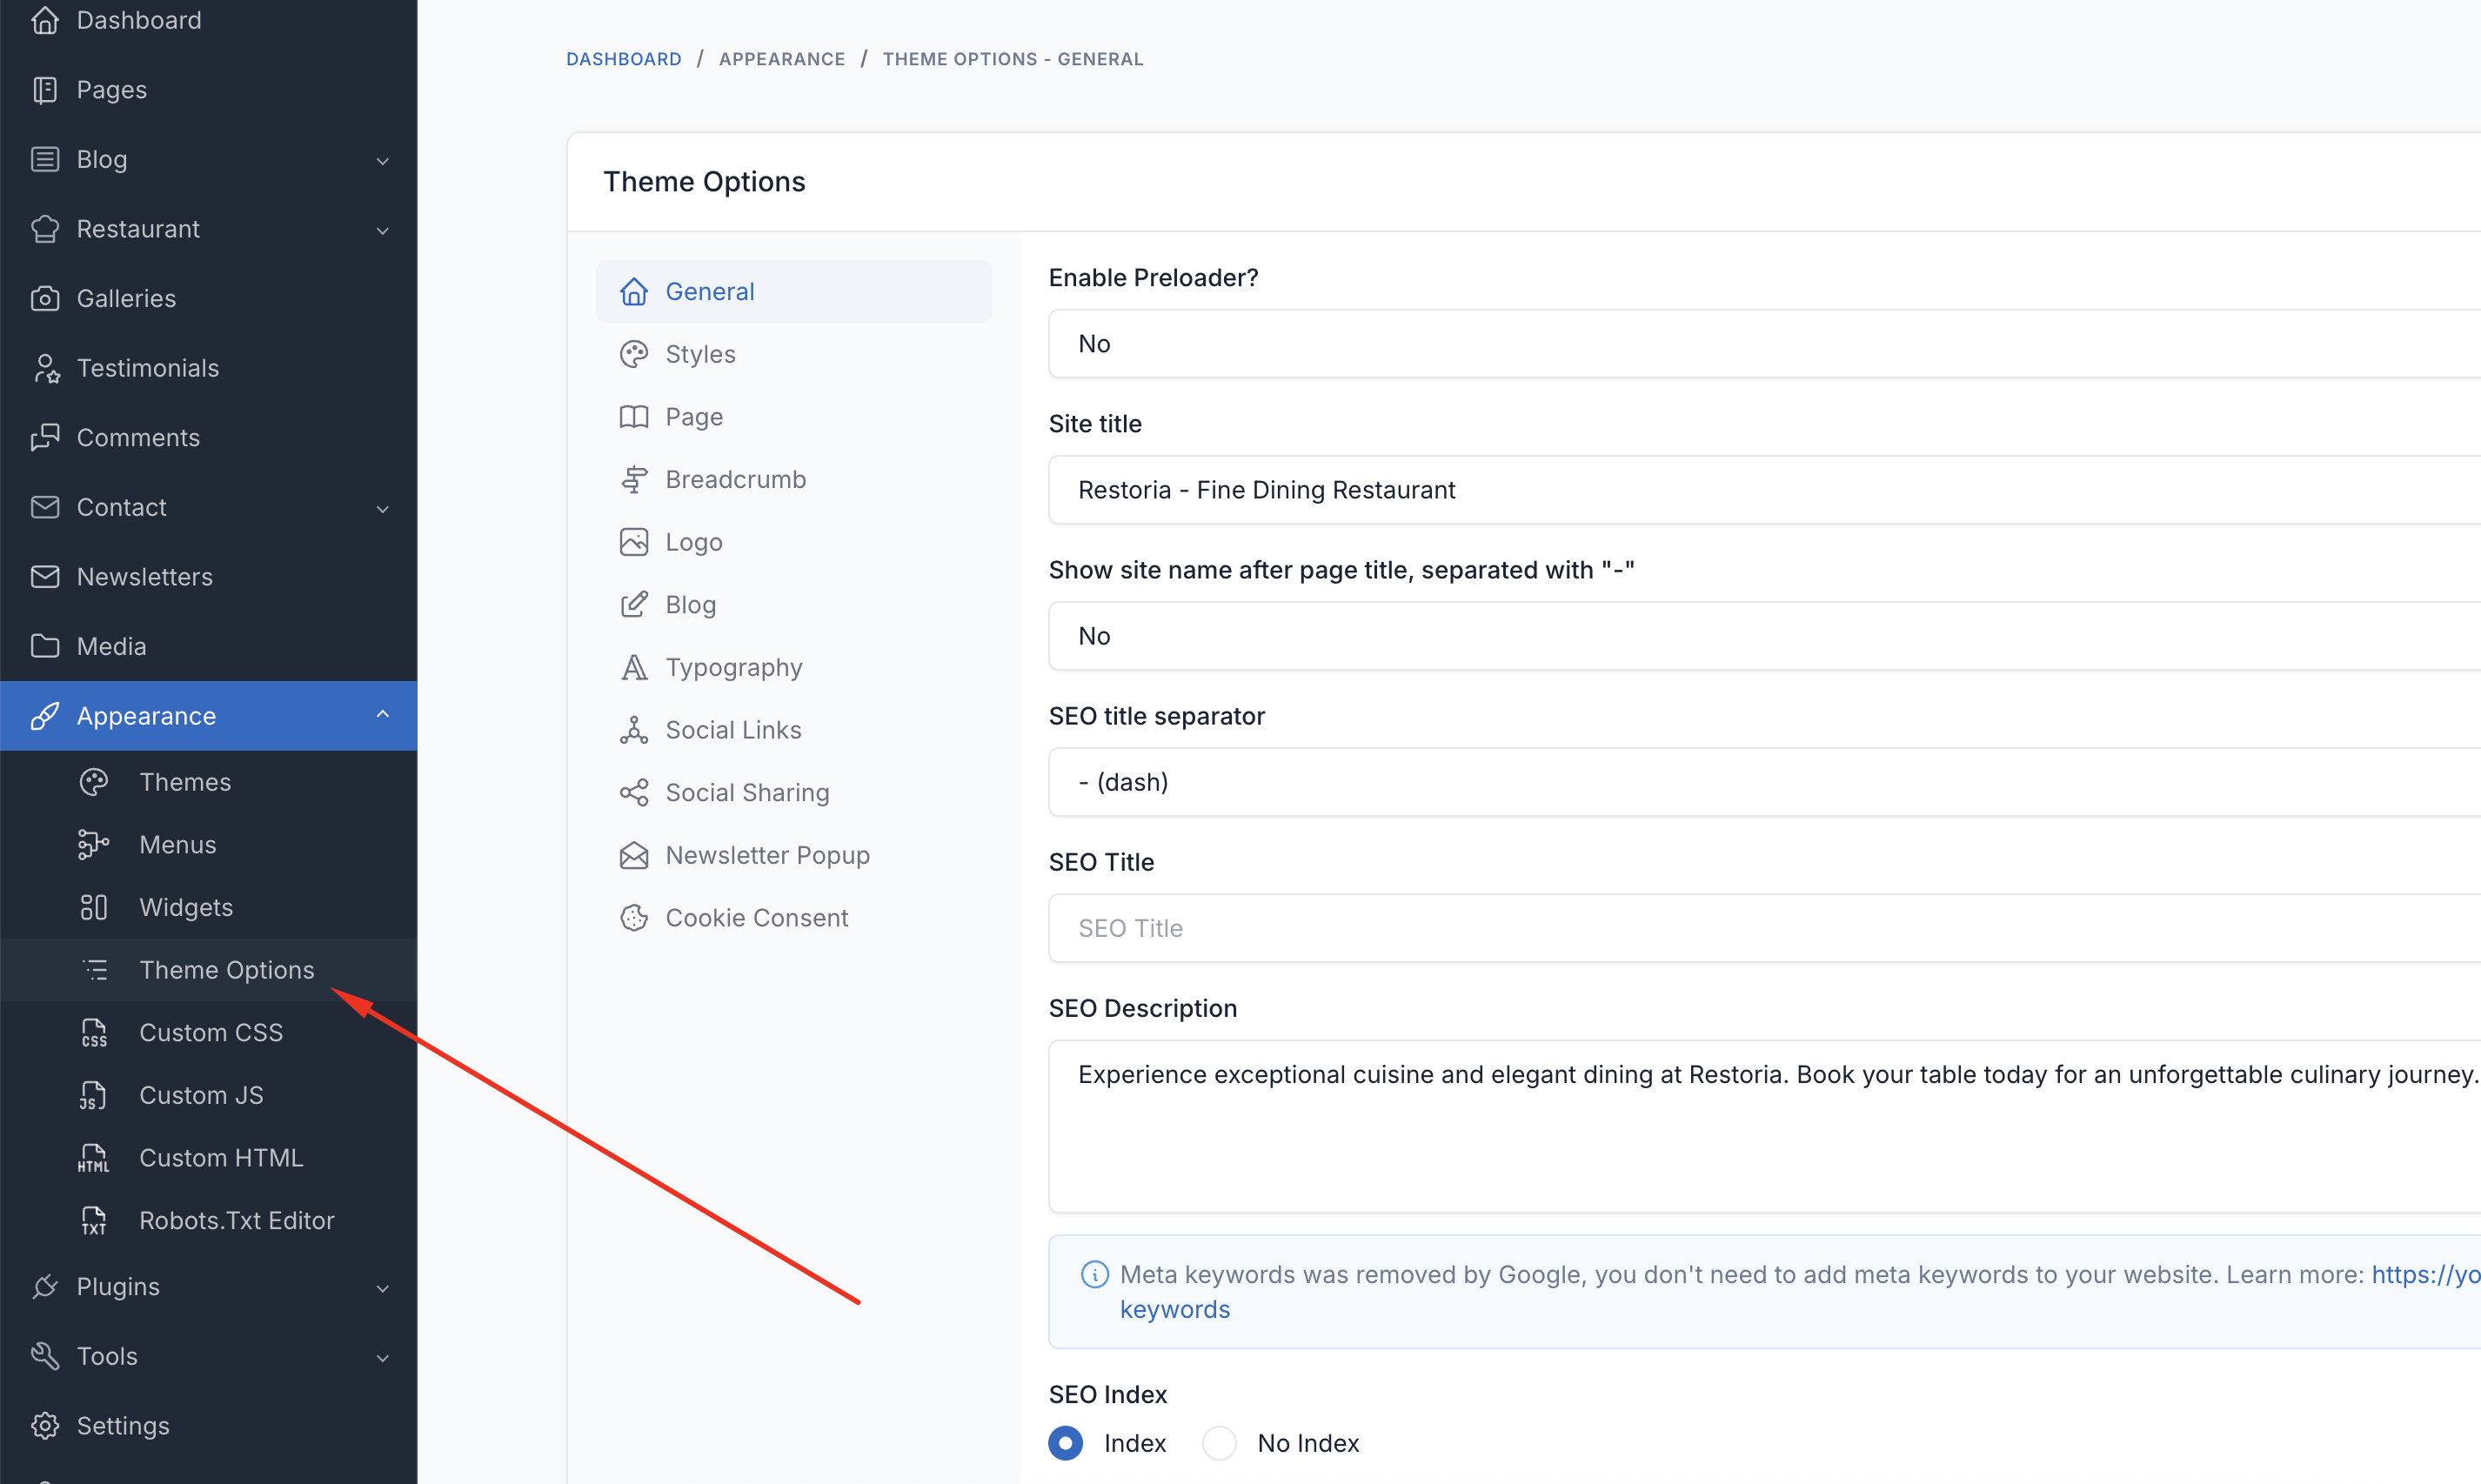 Dashboard
Pages
Blog
Restaurant
Galleries
Testimonials
Comments
Contact
Newsletters
Media
Appearance
Themes
Menus
Widgets
Theme Options
CSS
Custom CSS
JS
Custom JS
HTML
Custom HTML
TXT
Robots.Txt Editor
Plugins
Tools
Settings
DASHBOARD / APPEARANCE / THEME OPTIONS - GENERAL
Theme Options
General
Styles
Page
Breadcrumb
Logo
Blog
Typography
Social Links
Social Sharing
Newsletter Popup
Cookie Consent
Enable Preloader?
No
Site title
Restoria - Fine Dining Restaurant
Show site name after page title, separated with "-"
No
SEO title separator
- (dash)
SEO Title
SEO Title
SEO Description
Experience exceptional cuisine and elegant dining at Restoria. Book your table today for an unforgettable culinary journey.
Meta keywords was removed by Google, you don't need to add meta keywords to your website. Learn more: https://yo
keywords
SEO Index
Index No Index